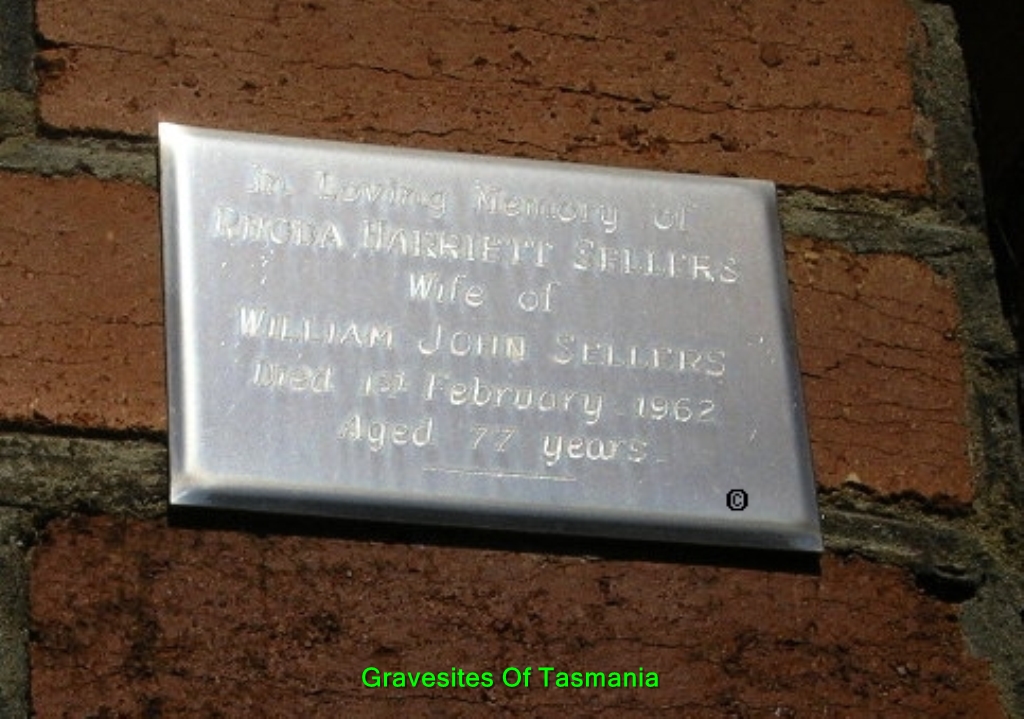 In Loving Memory of
RHODA HARRIETT SELLERS
Wife of
WILLIAM JOHN SELLERS
Died 1st February 1962
Aged 77 years.
©
Gravesites Of Tasmania